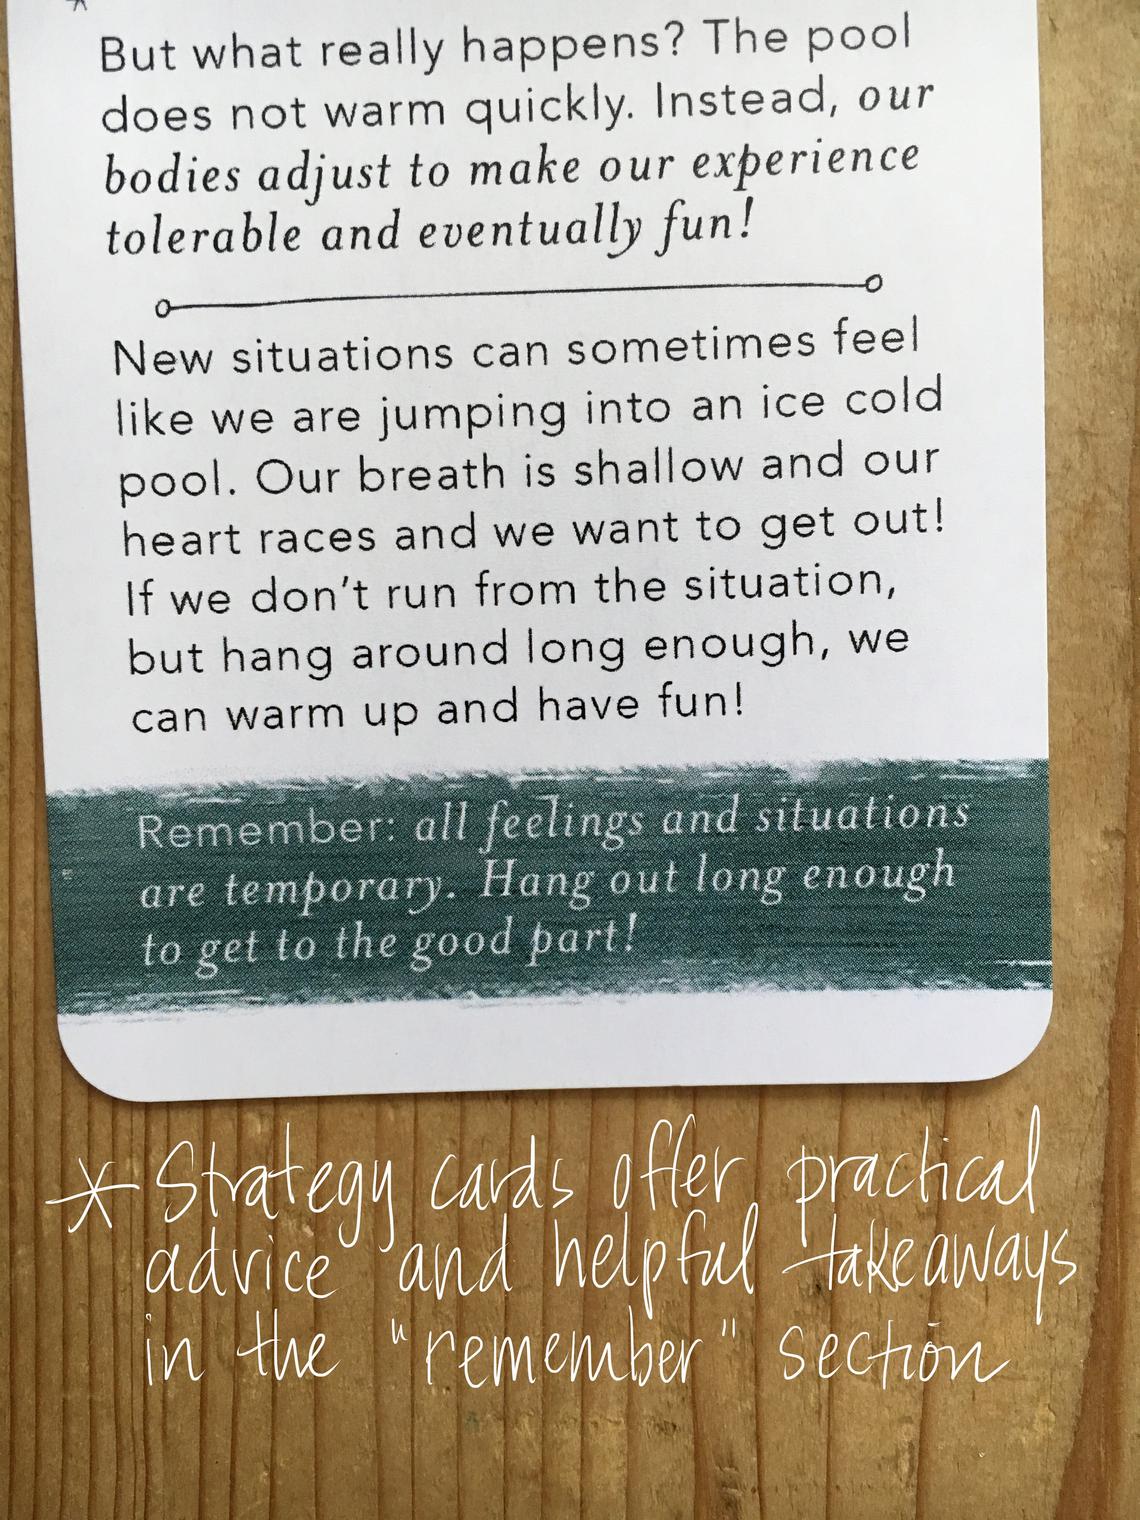 But what really happens? The pool
does not warm quickly. Instead, our
bodies adjust to make our experience
tolerable and eventually fun!
New situations can sometimes feel
like we are jumping into an ice cold
pool. Our breath is shallow and our
heart races and we want to get out!
If we don't run from the situation,
but hang around long enough, we
can warm up and have fun!
Remember: all feelings and situations
are temporary. Hang out long enough
to get to the good part!
* Strategy cards offer practical
advice and helpful takeaways
in the "remember" section